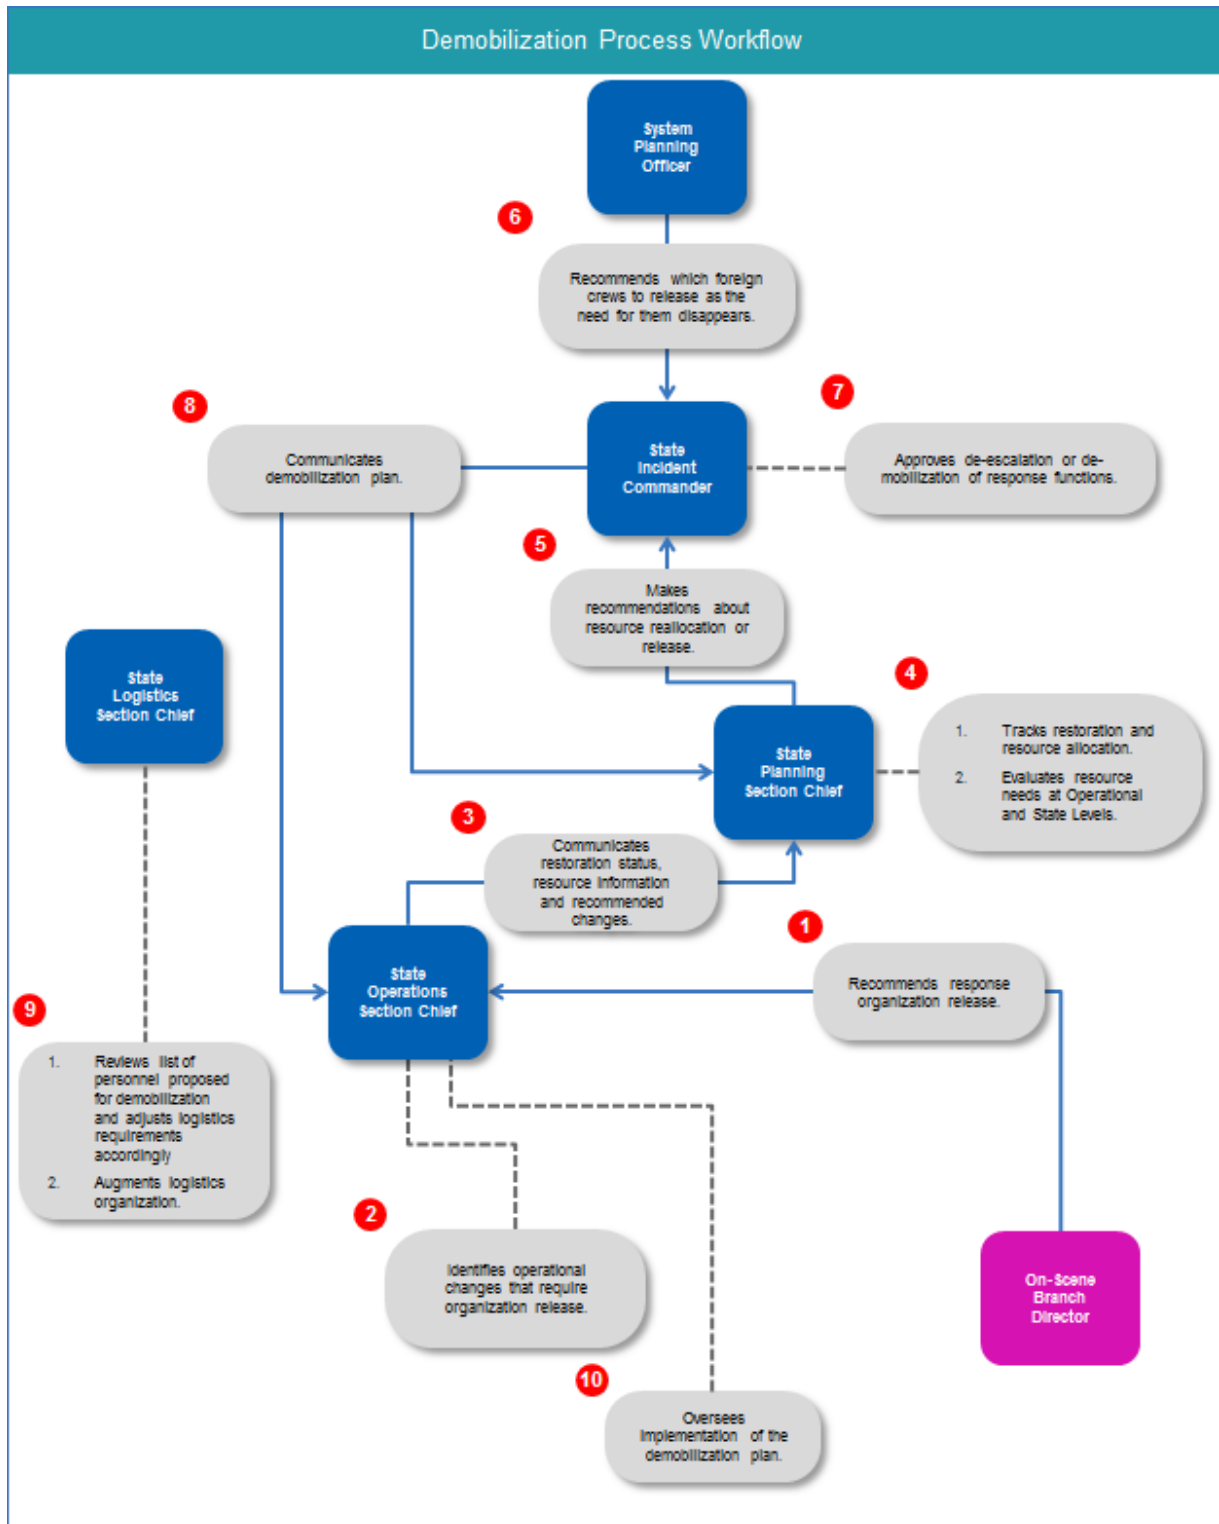 Demobilization Process Workflow
System
Planning
Officer
6
Recommends which foreign
crews to release as the
need for them disappears.
8
Communicates
demobilization plan.
State
Incident
Commander
7
Approves de-escalation or de-
mobilization of response functions.
5
Makes
recommendations about
resource reallocation or
release.
State
Logistics
Section Chief
State
Planning
Section Chief
4
1. Tracks restoration and
resource allocation.
2. Evaluates resource
needs at Operational
and State Levels.
3
Communicates
restoration status,
resource information
and recommended
changes.
State
Operations
Section Chief
1
Recommends response
organization release.
9
1. Reviews list of
personnel proposed
for demobilization
and adjusts logistics
requirements
accordingly
2. Augments logistics
organization.
2
Identifies operational
changes that require
organization release.
On-Scene
Branch
Director
10
Oversees
implementation of the
demobilization plan.